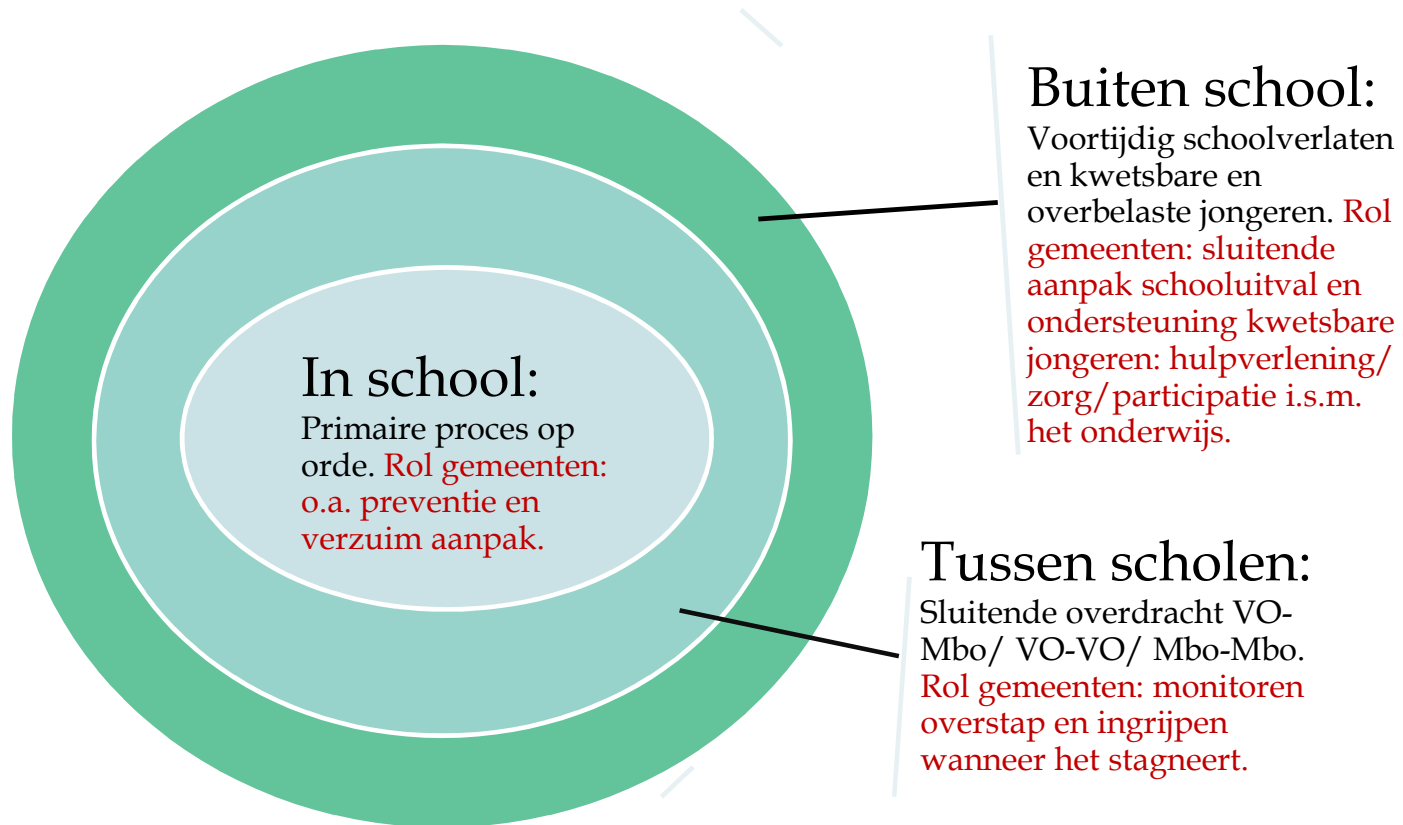 Buiten school:
Voortijdig schoolverlaten
en kwetsbare en
overbelaste jongeren. Rol
gemeenten: sluitende
aanpak schooluitval en
ondersteuning kwetsbare
jongeren: hulpverlening/
zorg/participatie i.s.m.
het onderwijs.
In school:
Primaire proces op
orde. Rol gemeenten:
o.a. preventie en
verzuim aanpak.
Tussen scholen:
Sluitende overdracht VO-
Mbo/ VO-VO/ Mbo-Mbo.
Rol gemeenten: monitoren
overstap en ingrijpen
wanneer het stagneert.